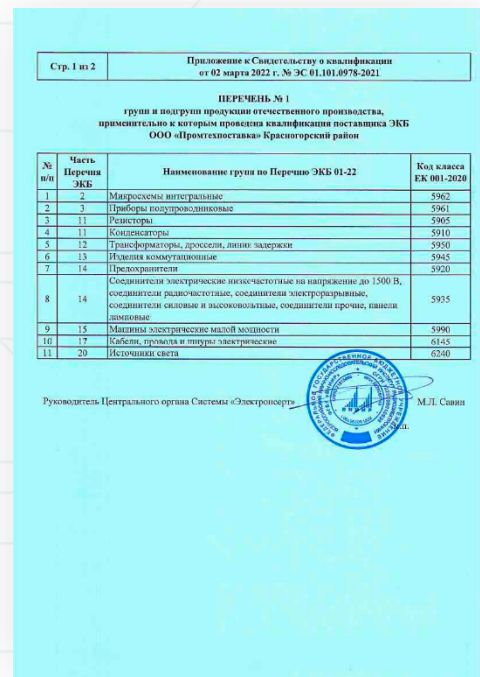 Стр. 1 из 2
Приложение к Свидетельству о квалификации
от 02 марта 2022 г. № ЭС 01.101.0978-2021
ПЕРЕЧЕНЬ № 1
групп и подгрупп продукции отечественного производства,
применительно к которым проведена квалификация поставщика ЭКБ
ООО «Промтехпоставка» Красногорский район
№ п/п Часть Перечня ЭКБ Наименование групп по Перечню ЭКБ 01-22 Код класса ЕК 001-2020
1 2 Микросхемы интегральные 5962
2 3 Приборы полупроводниковые 5961
3 11 Резисторы 5905
4 11 Конденсаторы 5910
5 12 Трансформаторы, дроссели, линии задержки 5950
6 13 Изделия коммутационные 5945
7 14 Предохранители 5920
8 14 Соединители электрические низкочастотные на напряжение до 1500 В,
соединители радиочастотные, соединители электроразрывные,
соединители силовые и высоковольтные, соединители прочие, панели
ламповые 5935
9 15 Машины электрические малой мощности 5990
10 17 Кабели, провода и шнуры электрические 6145
11 20 Источники света 6240
Руководитель Центрального органа Системы «Электронсерт» М.Л. Савин